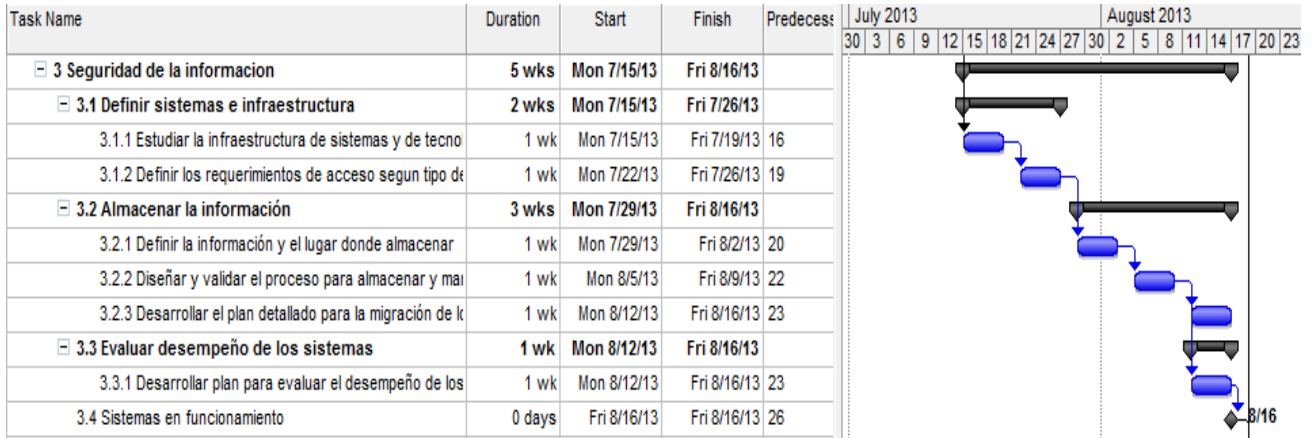 Task Name Duration Start Finish Predecess July 2013 August 2013
30 3 6 9 12 15 18 21 24 27 30 2 5 8 11 14 17 20 23
3 Seguridad de la informacion 5 wks Mon 7/15/13 Fri 8/16/13
3.1 Definir sistemas e infraestructura 2 wks Mon 7/15/13 Fri 7/26/13
3.1.1 Estudiar la infraestructura de sistemas y de tecnol 1 wk Mon 7/15/13 Fri 7/19/13 16
3.1.2 Definir los requerimientos de acceso segun tipo de 1 wk Mon 7/22/13 Fri 7/26/13 19
3.2 Almacenar la información 3 wks Mon 7/29/13 Fri 8/16/13
3.2.1 Definir la información y el lugar donde almacenar 1 wk Mon 7/29/13 Fri 8/2/13 20
3.2.2 Diseñar y validar el proceso para almacenar y mai 1 wk Mon 8/5/13 Fri 8/9/13 22
3.2.3 Desarrollar el plan detallado para la migración de lo 1 wk Mon 8/12/13 Fri 8/16/13 23
3.3 Evaluar desempeño de los sistemas 1 wk Mon 8/12/13 Fri 8/16/13
3.3.1 Desarrollar plan para evaluar el desempeño de los 1 wk Mon 8/12/13 Fri 8/16/13 23
3.4 Sistemas en funcionamiento 0 days Fri 8/16/13 Fri 8/16/13 26 8/16